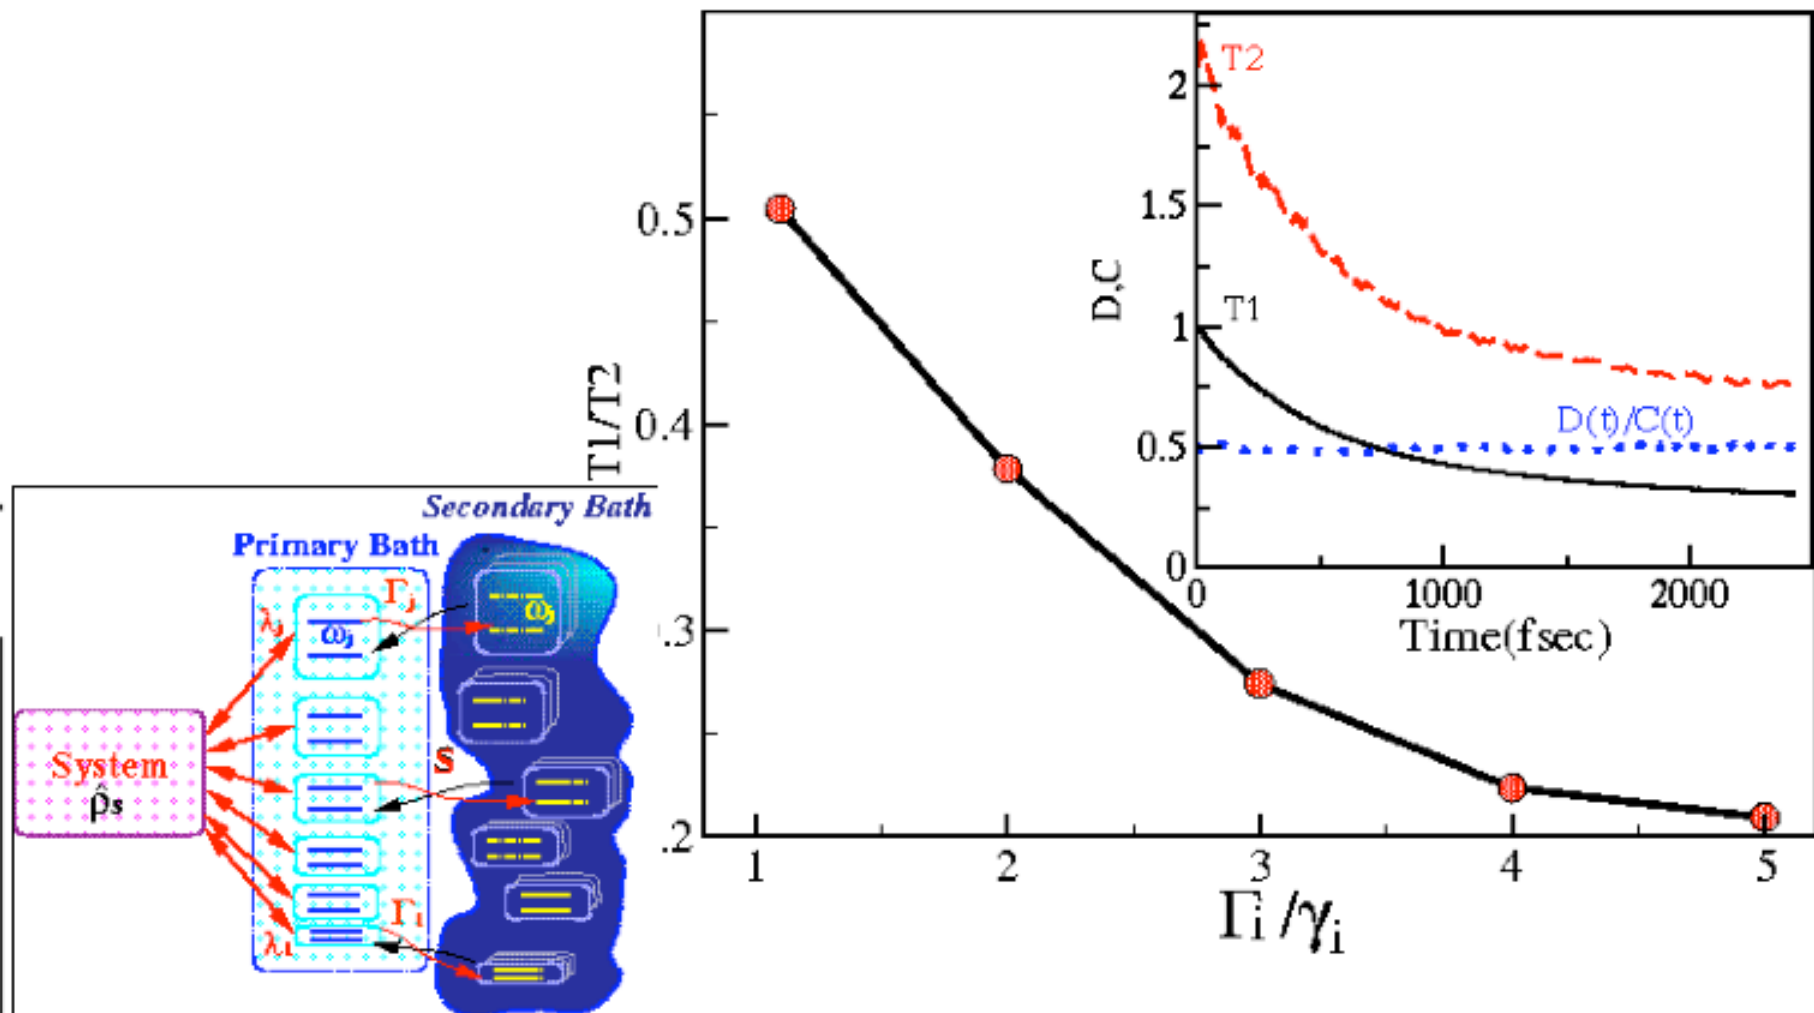 Secondary Bath
Primary Bath
Γj
λj
ωj
ωj
System
ρ̂s
S
Γi
λi
T1/T2
0.5
0.4
.3
.2
1
2
3
4
5
Γi/γi
D,C
2
1.5
1
0.5
0
T2
T1
D(t)/C(t)
0
1000
2000
Time(fsec)